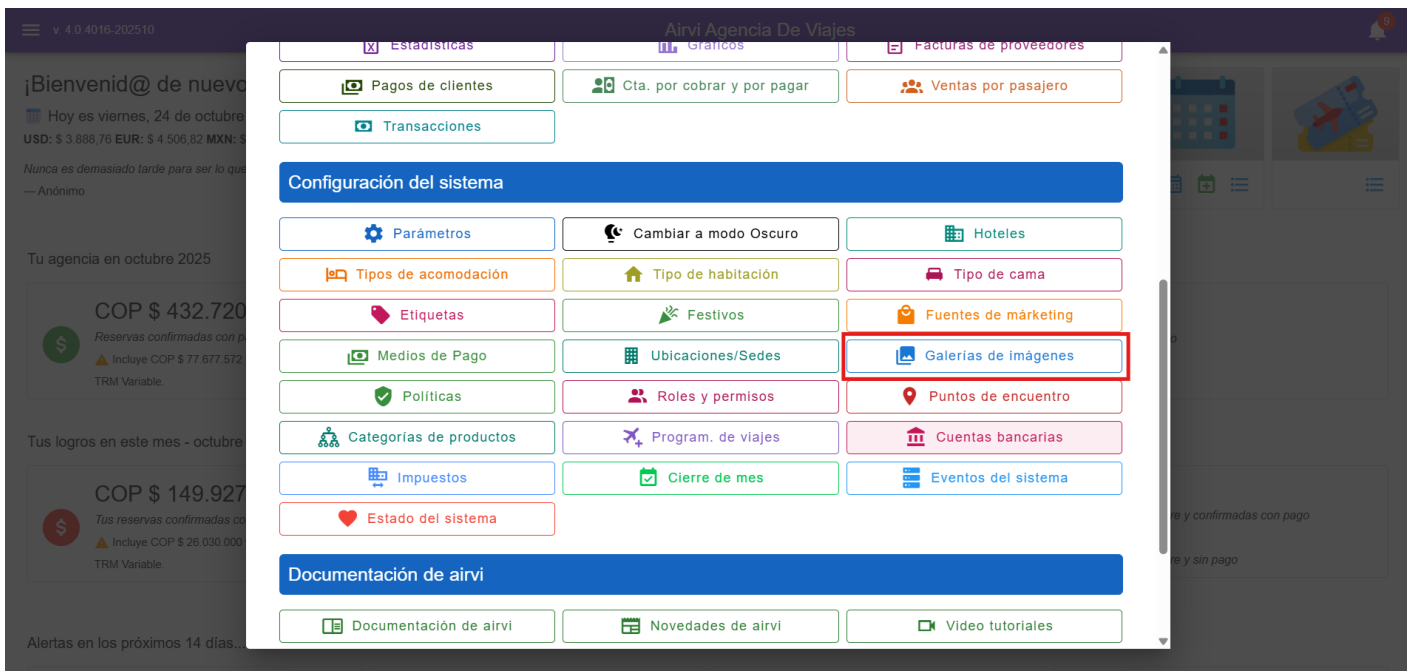 v. 4.0.4016-202510
Airvi Agencia De Viajes
9
¡Bienvenid@ de nuevo
Hoy es viernes, 24 de octubre
USD: $ 3.888,76 EUR: $ 4.506,82 MXN: $
Nunca es demasiado tarde para ser lo que
— Anónimo
Tu agencia en octubre 2025
COP $ 432.720
Reservas confirmadas con p
Incluye COP $ 77.677.572
TRM Variable.
Tus logros en este mes - octubre
COP $ 149.927
Tus reservas confirmadas co
Incluye COP $ 26.030.000
TRM Variable.
Alertas en los próximos 14 días...
Estadísticas
Gráficos
Facturas de proveedores
Pagos de clientes
Cta. por cobrar y por pagar
Ventas por pasajero
Transacciones
Configuración del sistema
Parámetros
Cambiar a modo Oscuro
Hoteles
Tipos de acomodación
Tipo de habitación
Tipo de cama
Etiquetas
Festivos
Fuentes de márketing
Medios de Pago
Ubicaciones/Sedes
Galerías de imágenes
Políticas
Roles y permisos
Puntos de encuentro
Categorías de productos
Program. de viajes
Cuentas bancarias
Impuestos
Cierre de mes
Eventos del sistema
Estado del sistema
Documentación de airvi
Documentación de airvi
Novedades de airvi
Video tutoriales
o
re y confirmadas con pago
re y sin pago